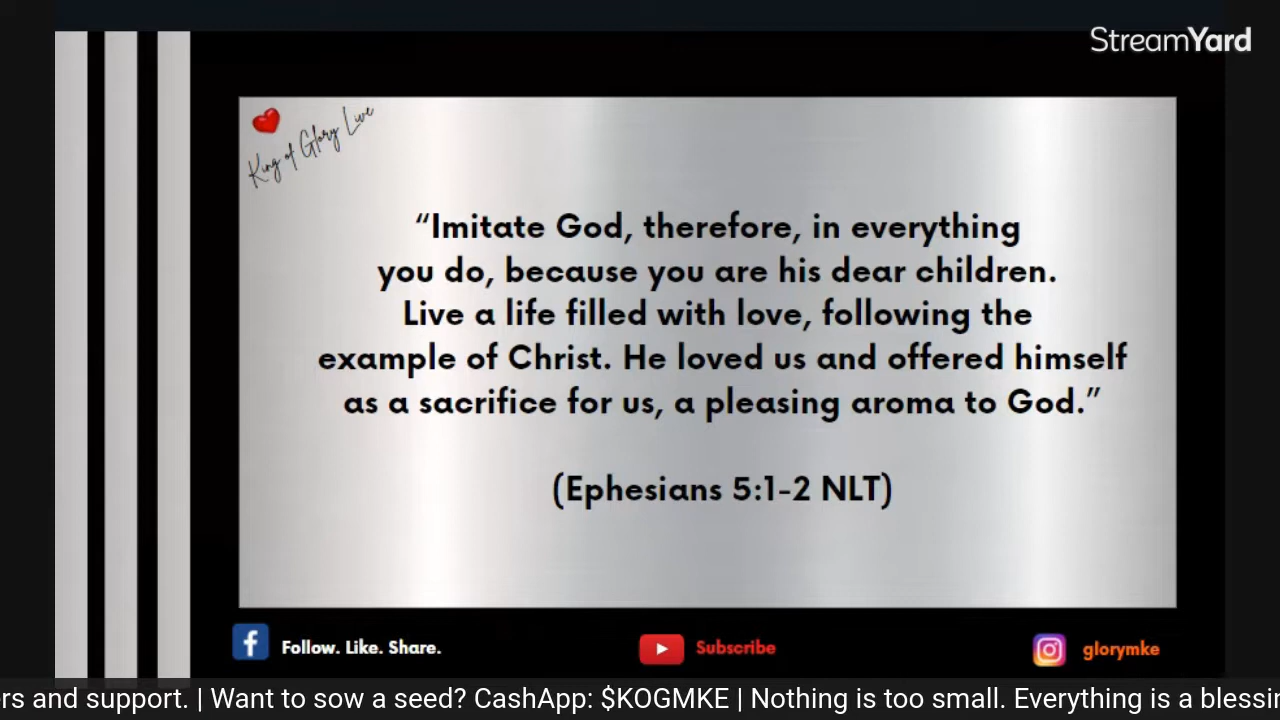 StreamYard
King of Glory Live
“Imitate God, therefore, in everything
you do, because you are his dear children.
Live a life filled with love, following the
example of Christ. He loved us and offered himself
as a sacrifice for us, a pleasing aroma to God.”
(Ephesians 5:1-2 NLT)
Follow. Like. Share.
Subscribe
glorymke
rs and support. | Want to sow a seed? CashApp: $KOGMKE | Nothing is too small. Everything is a blessin